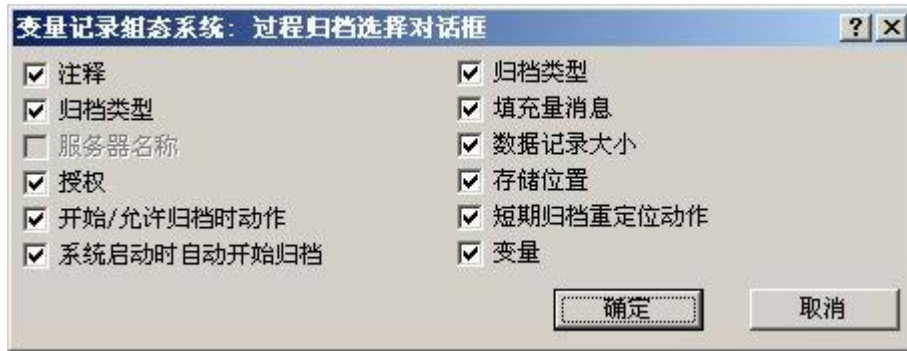 变量记录组态系统: 过程归档选择对话框
注释
归档类型
服务器名称
授权
开始/允许归档时动作
系统启动时自动开始归档
归档类型
填充量消息
数据记录大小
存储位置
短期归档重定位动作
变量
确定
取消